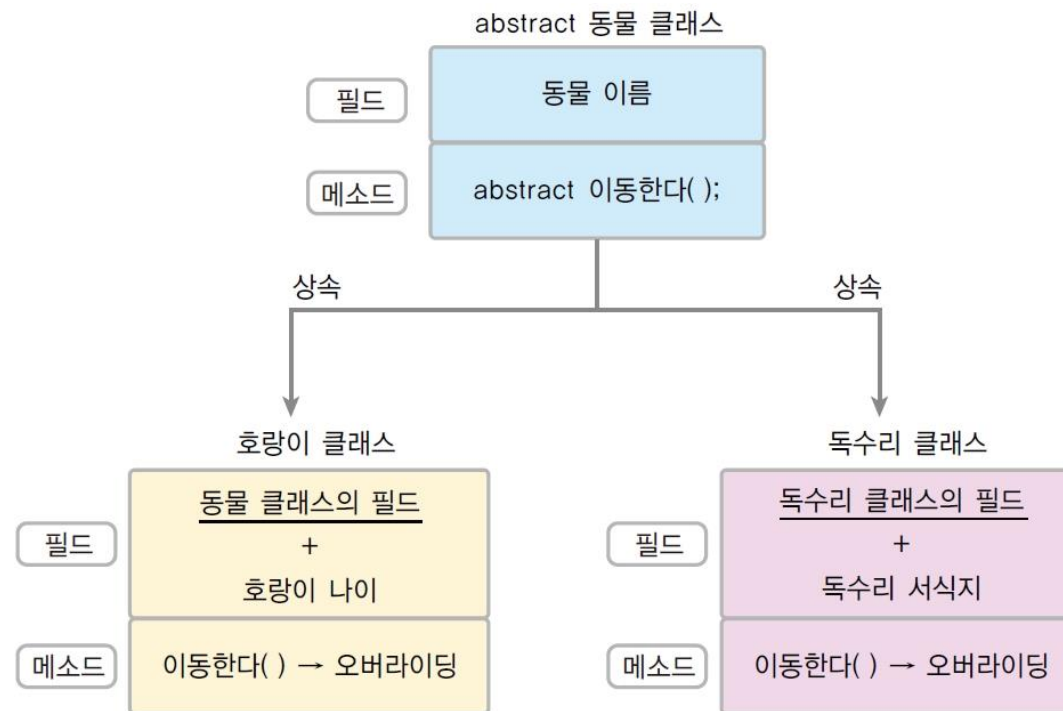 abstract 동물 클래스
필드
동물 이름
메소드
abstract 이동한다( );
상속
상속
호랑이 클래스
독수리 클래스
필드
동물 클래스의 필드
+
호랑이 나이
필드
독수리 클래스의 필드
+
독수리 서식지
메소드
이동한다( ) → 오버라이딩
메소드
이동한다( ) → 오버라이딩